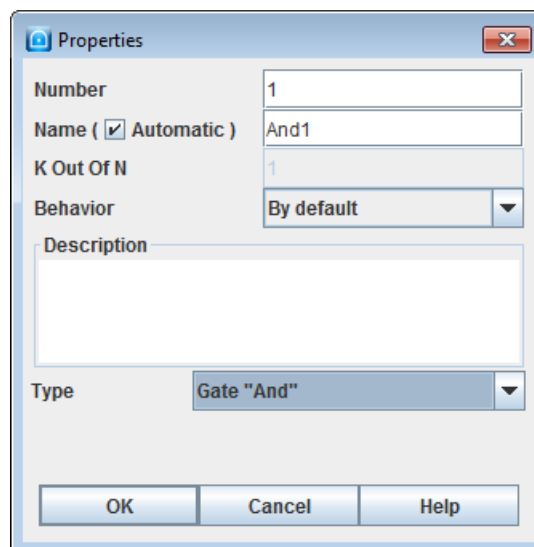 Properties
Number 1
Name ( Automatic ) And1
K Out Of N 1
Behavior By default
Description
Type Gate "And"
OK Cancel Help